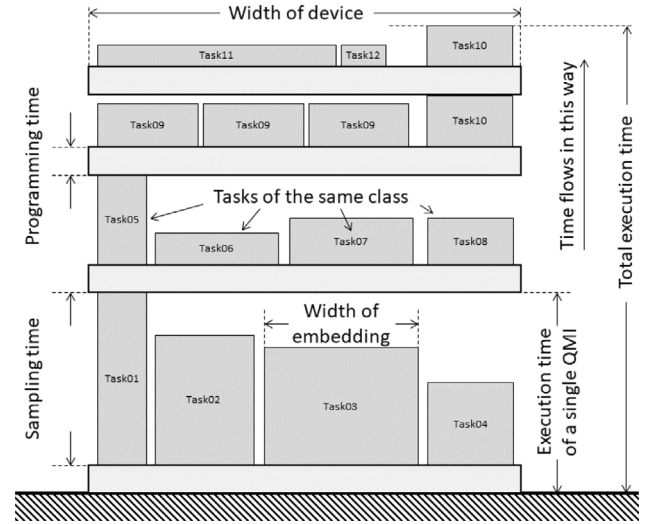 Width of device
Task11
Task12
Task10
Task09
Task09
Task09
Task10
Programming time
Tasks of the same class
Task05
Task06
Task07
Task08
Time flows in this way
Total execution time
Width of
embedding
Sampling time
Task01
Task02
Task03
Task04
Execution time
of a single QMI